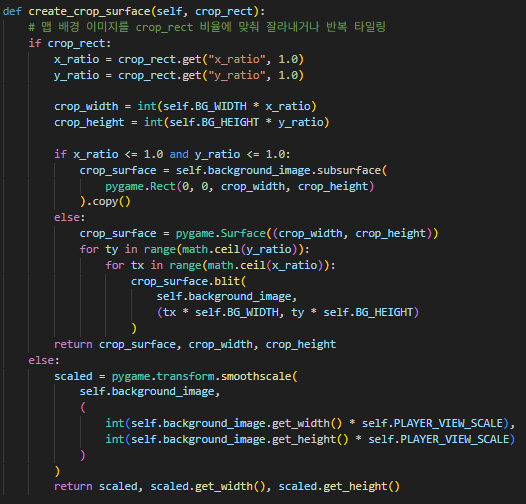 def create_crop_surface(self, crop_rect):
    # 맵 배경 이미지를 crop_rect 비율에 맞춰 잘라내거나 반복 타일링
    if crop_rect:
        x_ratio = crop_rect.get("x_ratio", 1.0)
        y_ratio = crop_rect.get("y_ratio", 1.0)

        crop_width = int(self.BG_WIDTH * x_ratio)
        crop_height = int(self.BG_HEIGHT * y_ratio)

        if x_ratio <= 1.0 and y_ratio <= 1.0:
            crop_surface = self.background_image.subsurface(
                pygame.Rect(0, 0, crop_width, crop_height)
            ).copy()
        else:
            crop_surface = pygame.Surface((crop_width, crop_height))
            for ty in range(math.ceil(y_ratio)):
                for tx in range(math.ceil(x_ratio)):
                    crop_surface.blit(
                        self.background_image,
                        (tx * self.BG_WIDTH, ty * self.BG_HEIGHT)
                    )
        return crop_surface, crop_width, crop_height
    else:
        scaled = pygame.transform.smoothscale(
            self.background_image,
            (
                int(self.background_image.get_width() * self.PLAYER_VIEW_SCALE),
                int(self.background_image.get_height() * self.PLAYER_VIEW_SCALE)
            )
        )
        return scaled, scaled.get_width(), scaled.get_height()